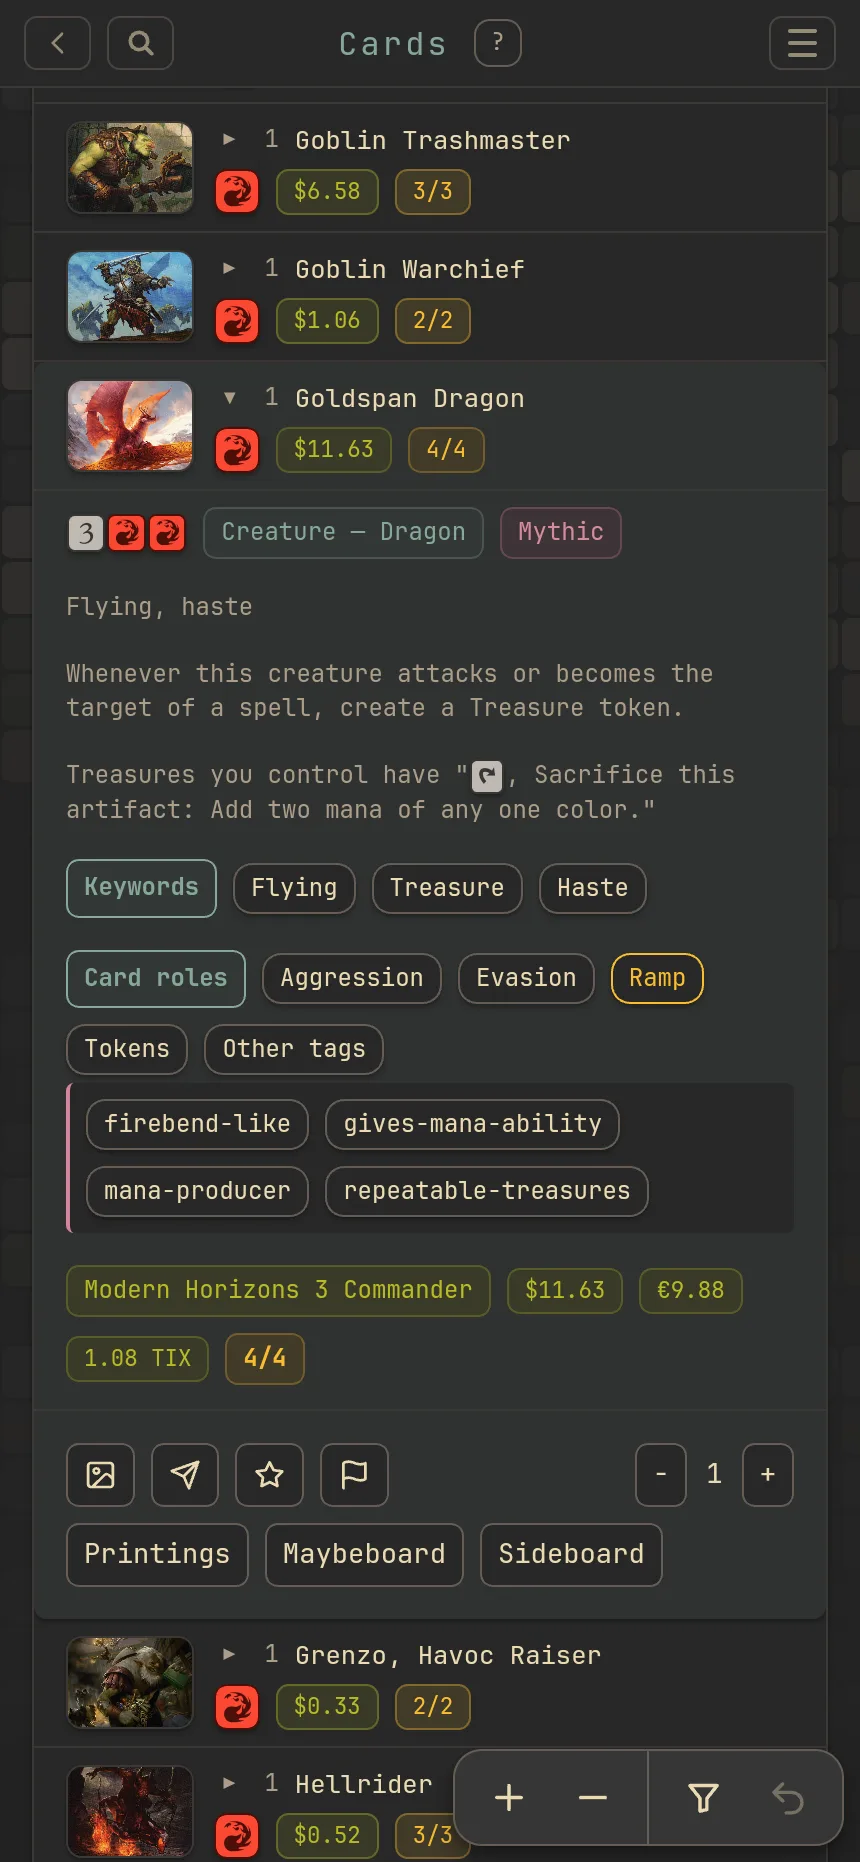 Cards ?
▶ 1 Goblin Trashmaster
$6.58 3/3
▶ 1 Goblin Warchief
$1.06 2/2
▼ 1 Goldspan Dragon
$11.63 4/4
3 Creature — Dragon Mythic
Flying, haste
Whenever this creature attacks or becomes the
target of a spell, create a Treasure token.
Treasures you control have ", Sacrifice this
artifact: Add two mana of any one color."
Keywords Flying Treasure Haste
Card roles Aggression Evasion Ramp
Tokens Other tags
firebend-like gives-mana-ability
mana-producer repeatable-treasures
Modern Horizons 3 Commander $11.63 €9.88
1.08 TIX 4/4
- 1 +
Printings Maybeboard Sideboard
▶ 1 Grenzo, Havoc Raiser
$0.33 2/2
▶ 1 Hellrider
$0.52 3/3